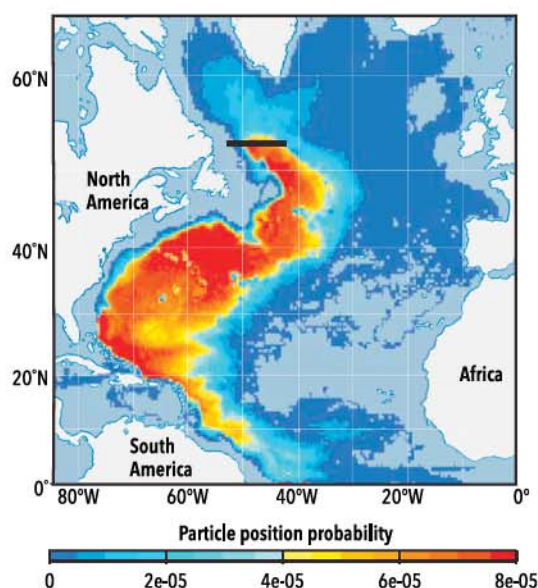 60°N
North
America
40°N
20°N
Africa
South
America
0°
80°W 60°W 40°W 20°W 0°
Particle position probability
0 2e-05 4e-05 6e-05 8e-05